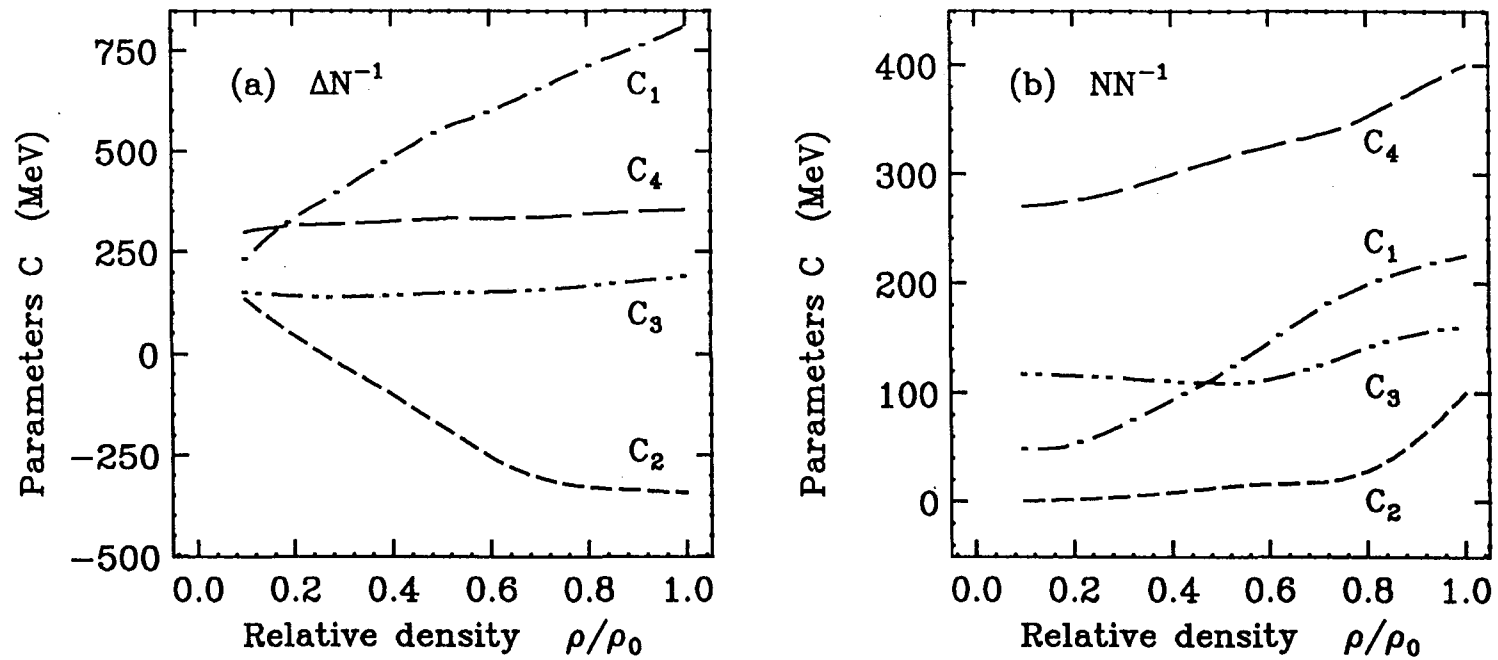 (a) ΔN⁻¹
750
500
250
0
−250
−500
Parameters C (MeV)
C₁
C₄
C₃
C₂
0.0 0.2 0.4 0.6 0.8 1.0
Relative density ρ/ρ₀
(b) NN⁻¹
400
300
200
100
0
Parameters C (MeV)
C₄
C₁
C₃
C₂
0.0 0.2 0.4 0.6 0.8 1.0
Relative density ρ/ρ₀